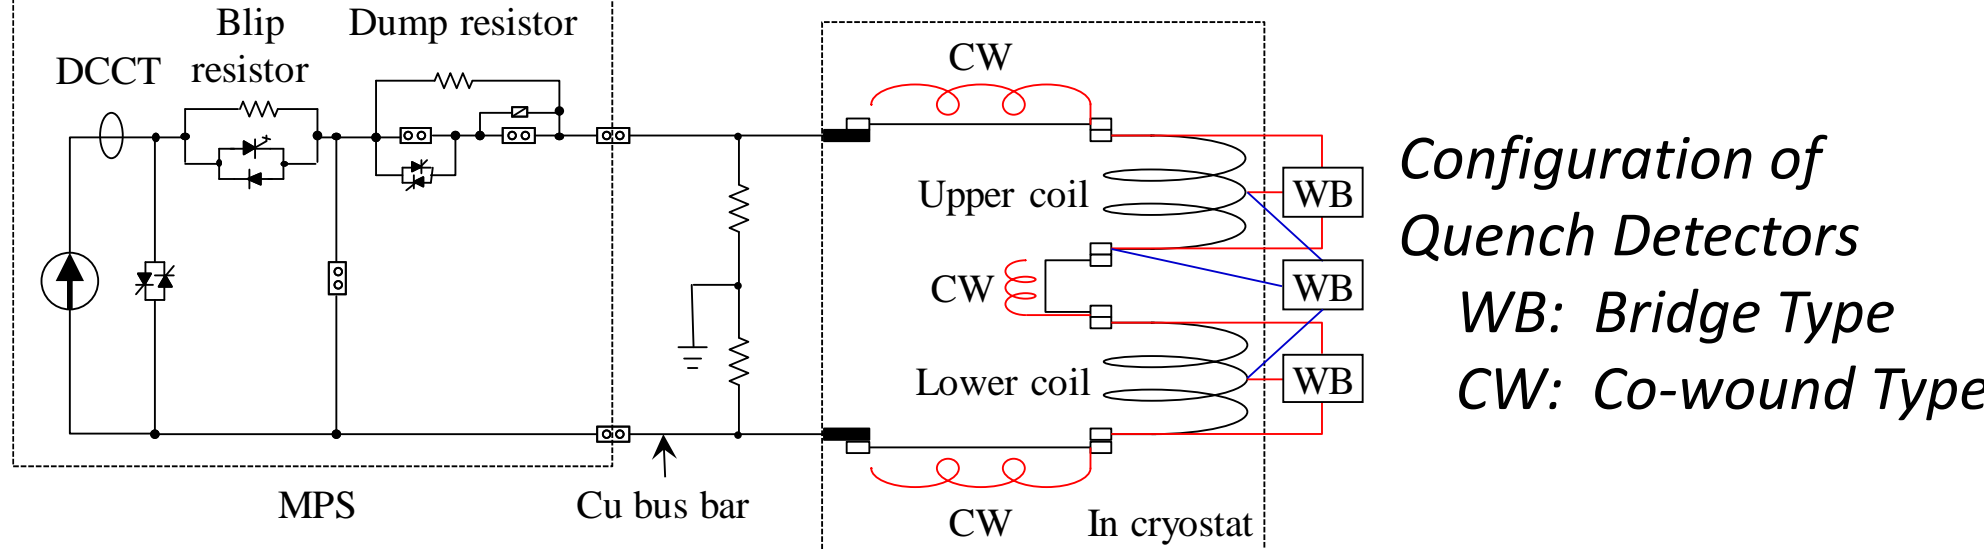 Blip
resistor
Dump resistor
DCCT
CW
Upper coil
WB
CW
WB
Lower coil
WB
MPS
Cu bus bar
CW
In cryostat
Configuration of
Quench Detectors
WB: Bridge Type
CW: Co-wound Type